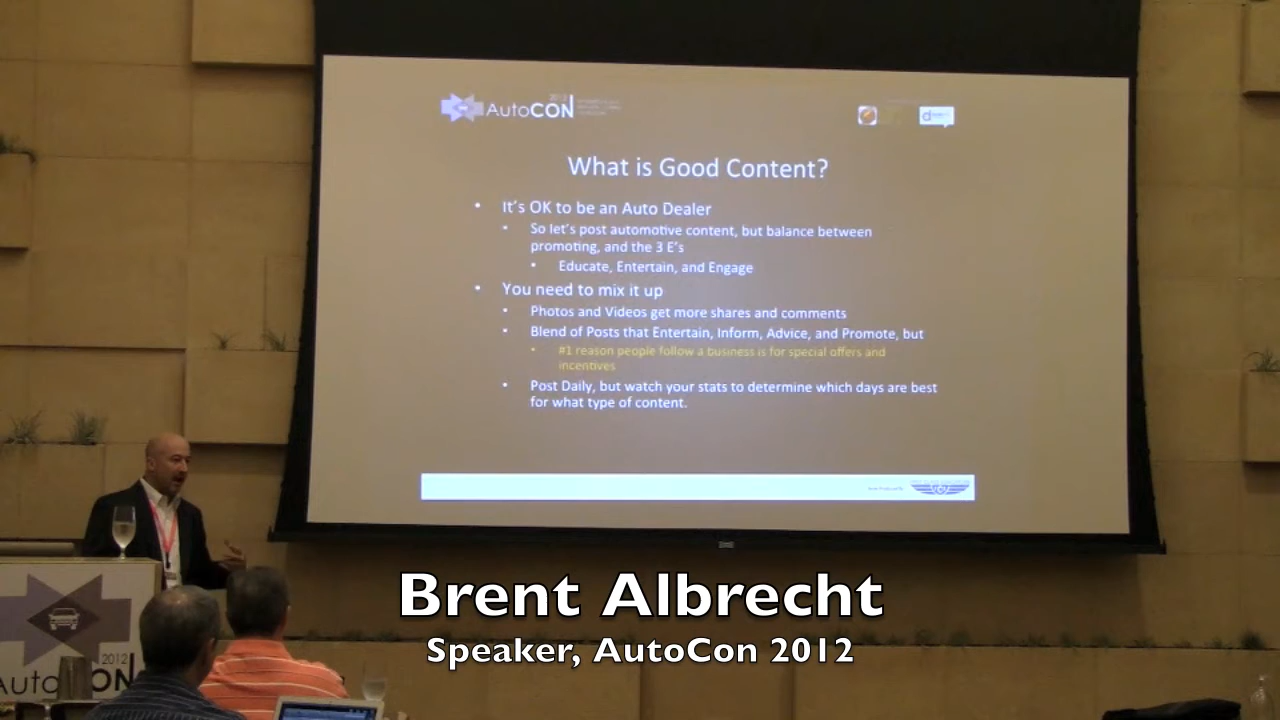 2012
AutoCON
What is Good Content?
• It's OK to be an Auto Dealer
• So let's post automotive content, but balance between
promoting, and the 3 E's
• Educate, Entertain, and Engage
• You need to mix it up
• Photos and Videos get more shares and comments
• Blend of Posts that Entertain, Inform, Advice, and Promote, but
• #1 reason people follow a business is for special offers and
incentives
• Post Daily, but watch your stats to determine which days are best
for what type of content.
Brent Albrecht
Speaker, AutoCon 2012
2012
Auto ON